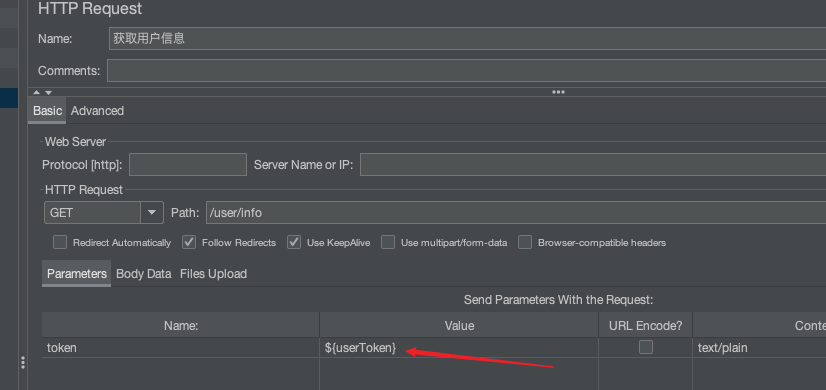 HTTP Request
Name: 获取用户信息
Comments:
Basic Advanced
Web Server
Protocol [http]: Server Name or IP:
HTTP Request
GET Path: /user/info
Redirect Automatically Follow Redirects Use KeepAlive Use multipart/form-data Browser-compatible headers
Parameters Body Data Files Upload
Send Parameters With the Request:
Name: Value URL Encode? Conte
token ${userToken} text/plain